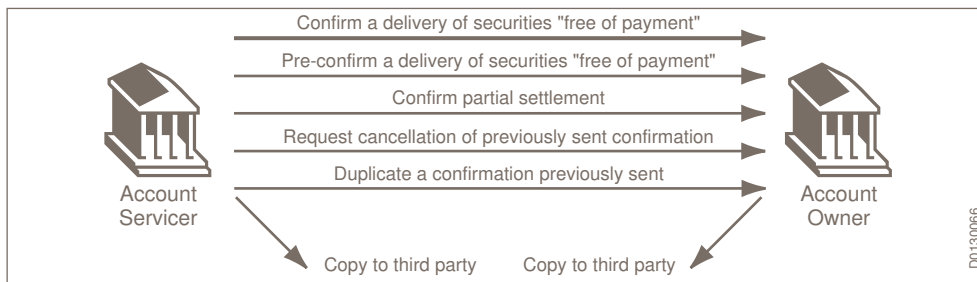 Confirm a delivery of securities "free of payment"
Pre-confirm a delivery of securities "free of payment"
Confirm partial settlement
Request cancellation of previously sent confirmation
Duplicate a confirmation previously sent
Account
Servicer
Account
Owner
Copy to third party
Copy to third party
D0130066